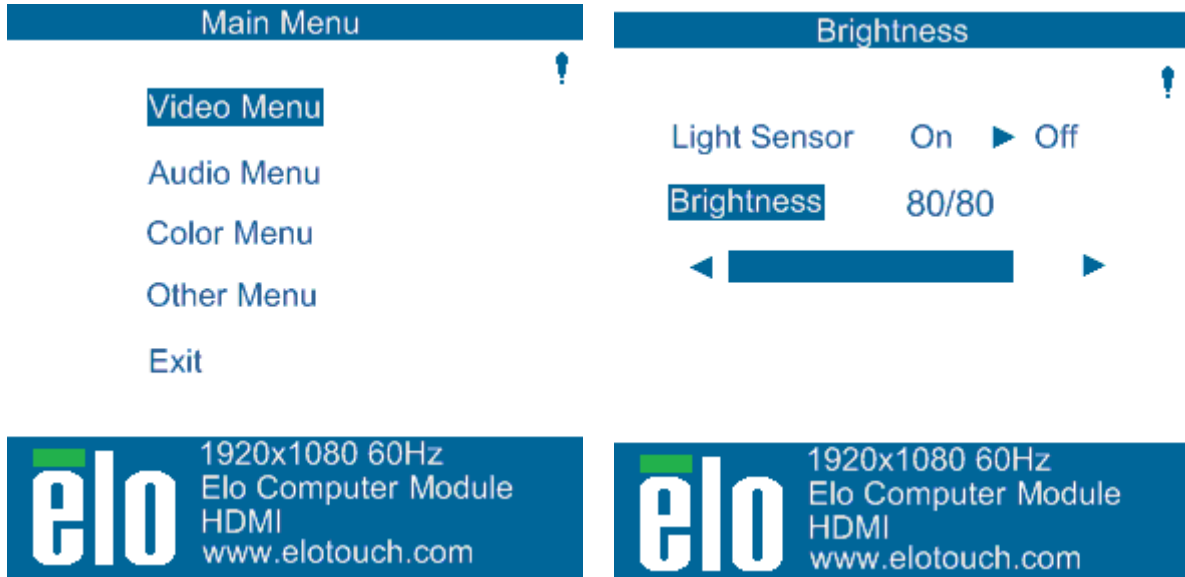 Main Menu
Video Menu
Audio Menu
Color Menu
Other Menu
Exit
elo
1920x1080 60Hz
Elo Computer Module
HDMI
www.elotouch.com
Brightness
Light Sensor On ► Off
Brightness 80/80
elo
1920x1080 60Hz
Elo Computer Module
HDMI
www.elotouch.com